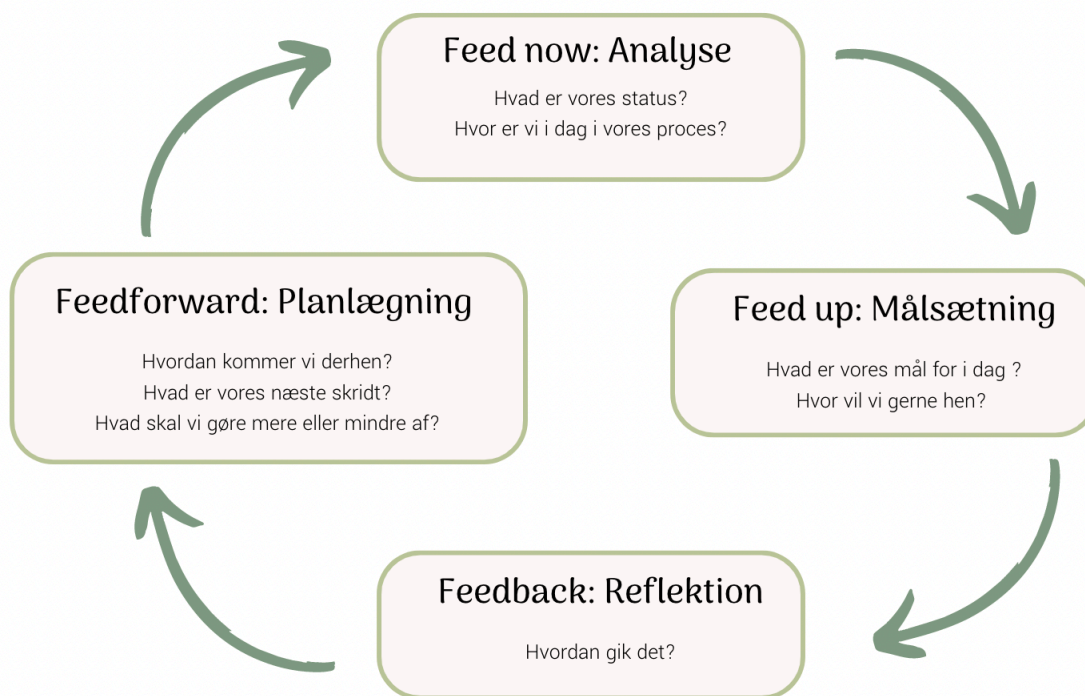 Feed now: Analyse
Hvad er vores status?
Hvor er vi i dag i vores proces?
Feed up: Målsætning
Hvad er vores mål for i dag ?
Hvor vil vi gerne hen?
Feedback: Reflektion
Hvordan gik det?
Feedforward: Planlægning
Hvordan kommer vi derhen?
Hvad er vores næste skridt?
Hvad skal vi gøre mere eller mindre af?